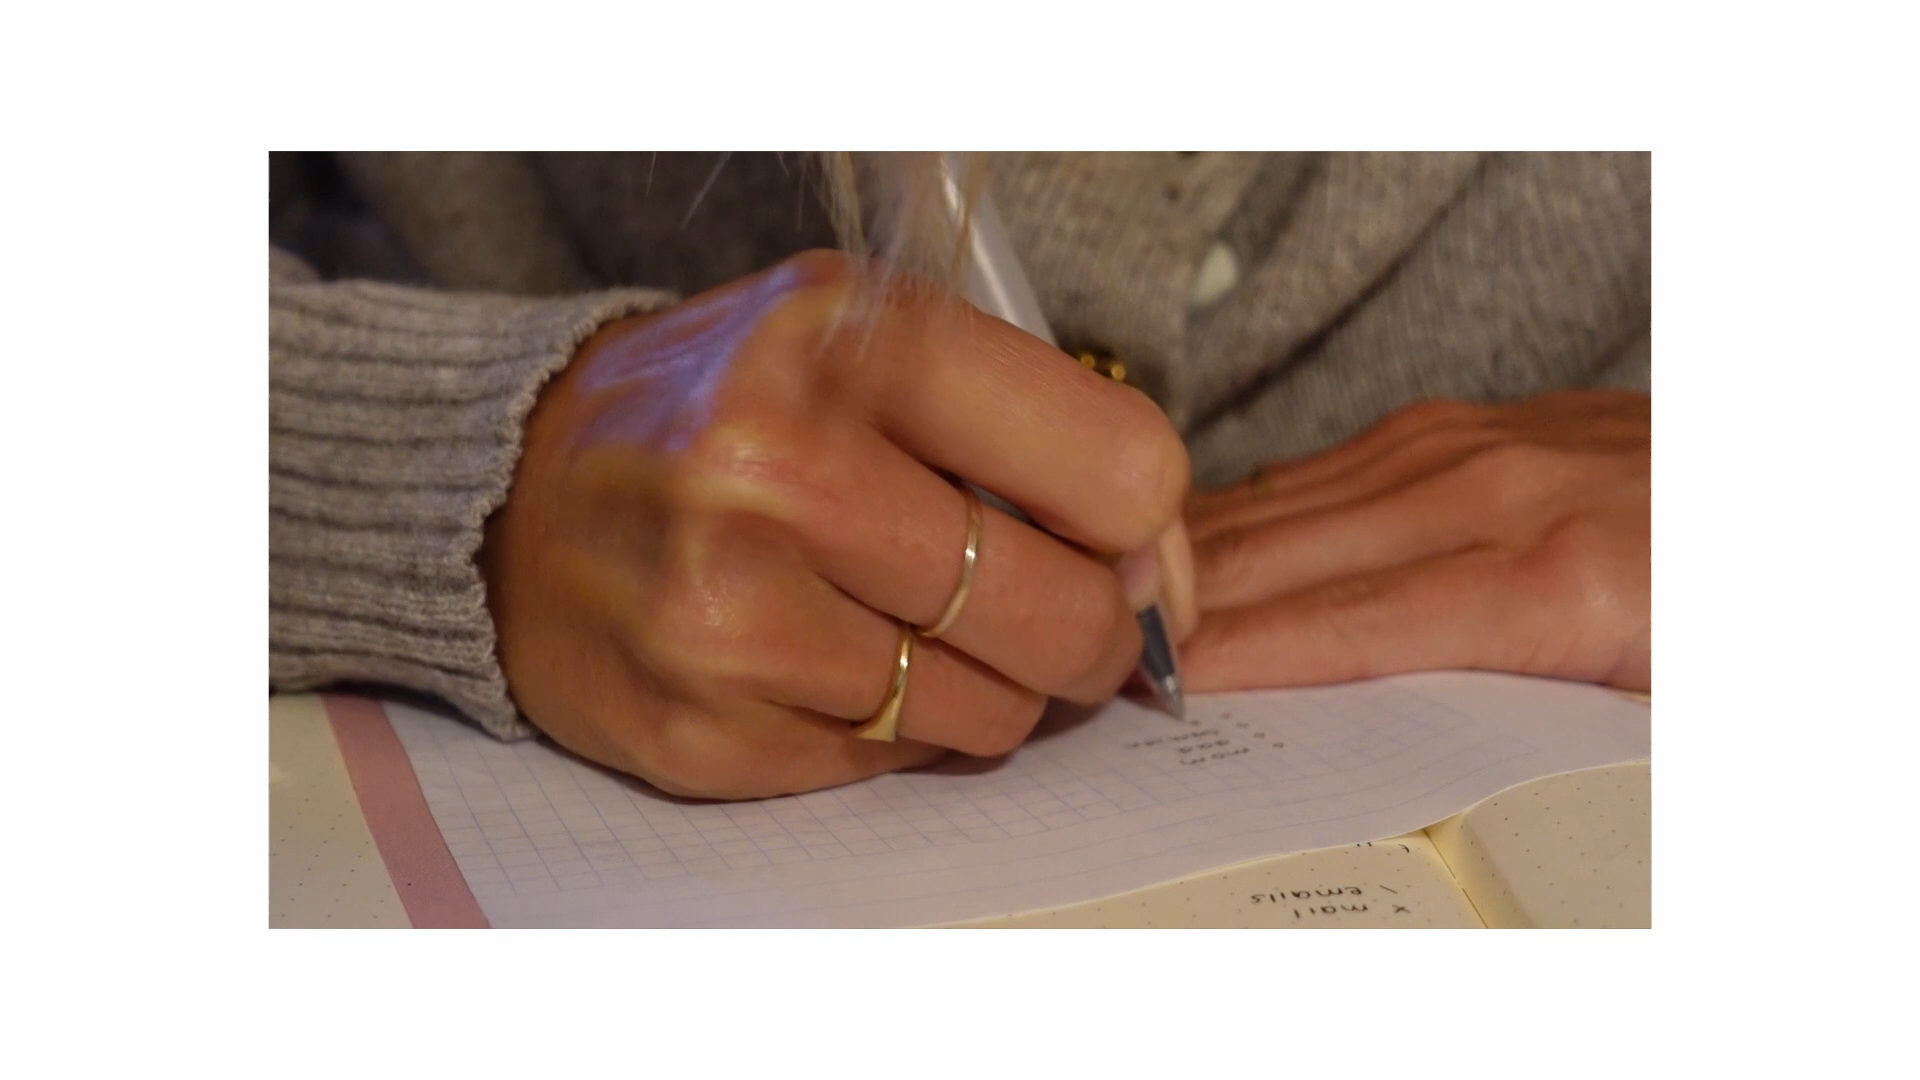 x mail
/ emails
◇ mom
◇ dad